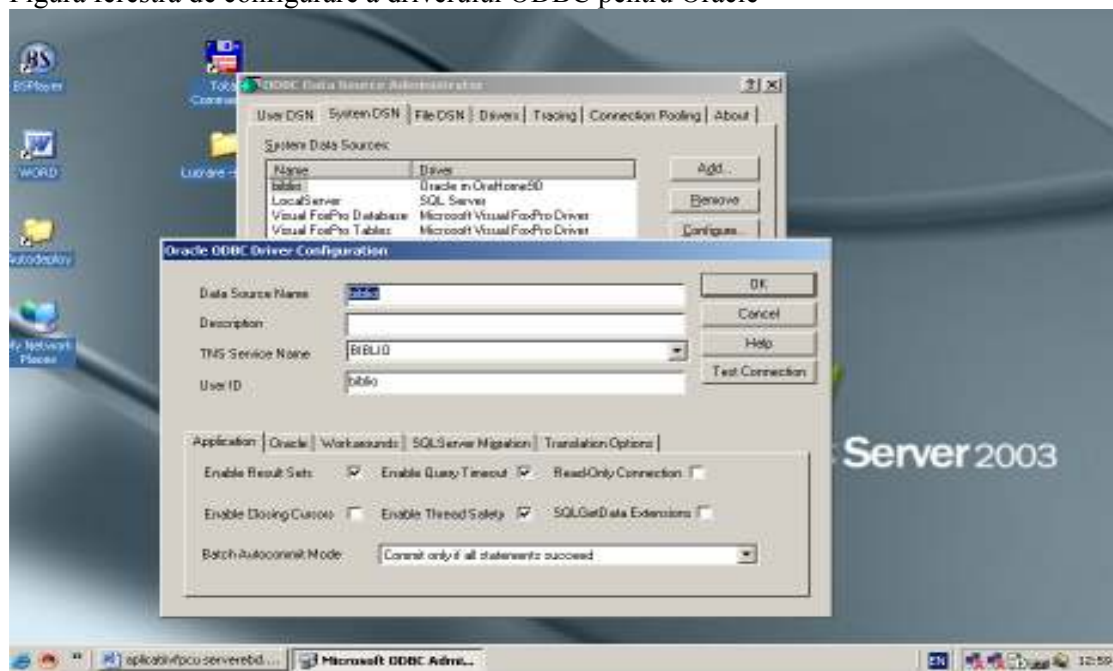 Figura fereastra de configurare a driverului ODBC pentru Oracle
BSPlayer
Total
WORD
Lucrare
Autodeploy
My Network
Places
ODBC Data Source Administrator
User DSN
System DSN
File DSN
Drivers
Tracing
Connection Pooling
About
System Data Sources:
Name Driver
biblio Oracle in OraHome90
LocalServer SQL Server
Visual FoxPro Database Microsoft Visual FoxPro Driver
Visual FoxPro Tables Microsoft Visual FoxPro Driver
Add...
Remove
Configure...
Oracle ODBC Driver Configuration
Data Source Name biblio
Description
TNS Service Name BIBLIO
User ID biblio
OK
Cancel
Help
Test Connection
Application Oracle Workarounds SQLServer Migration Translation Options
Enable Result Sets Enable Query Timeout Read-Only Connection
Enable Closing Cursors Enable Thread Safety SQLGetData Extensions
Batch Autocommit Mode Commit only if all statements succeed
Server 2003
Microsoft ODBC Admi...
EN